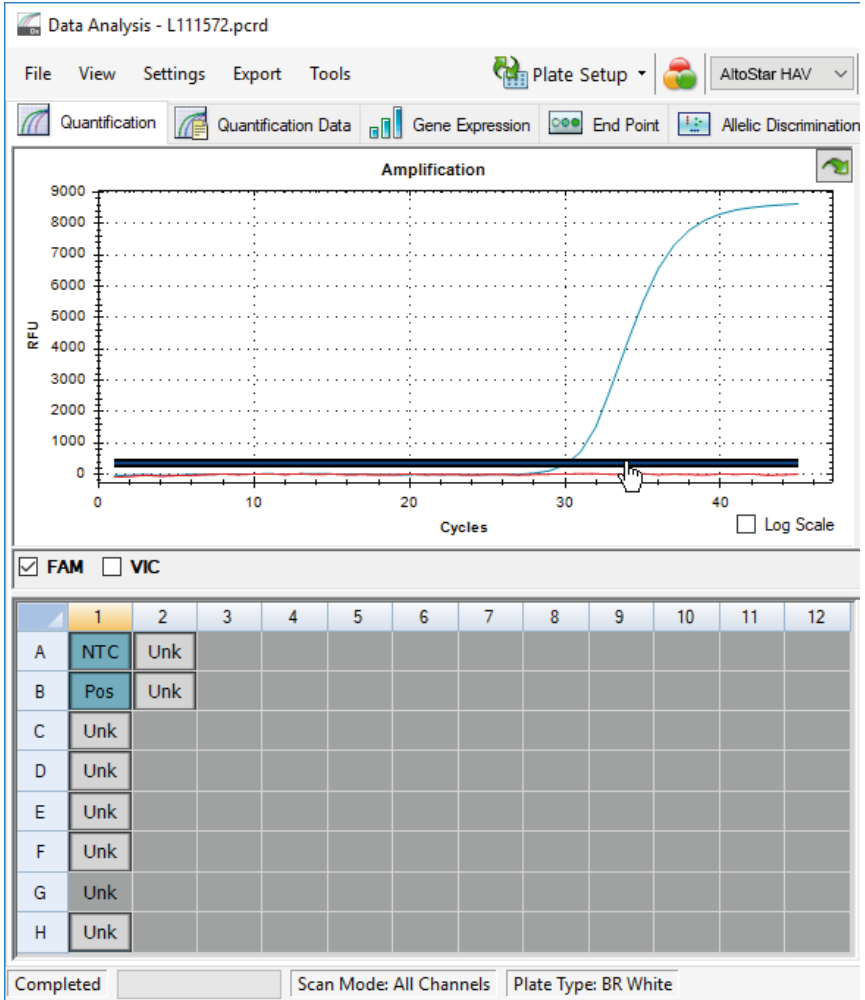 Data Analysis - L111572.pcrd
File View Settings Export Tools Plate Setup AltoStar HAV
Quantification Quantification Data Gene Expression End Point Allelic Discrimination
Amplification
9000
8000
7000
6000
5000
4000
3000
2000
1000
0
RFU
0 10 20 30 40
Cycles
Log Scale
FAM VIC
1 2 3 4 5 6 7 8 9 10 11 12
A NTC Unk
B Pos Unk
C Unk
D Unk
E Unk
F Unk
G Unk
H Unk
Completed Scan Mode: All Channels Plate Type: BR White